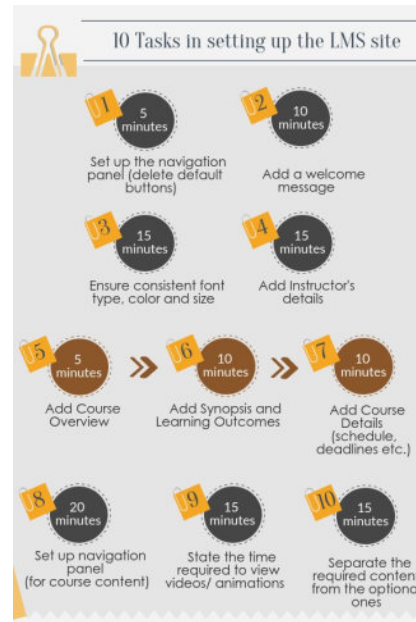 10 Tasks in setting up the LMS site
1
5
minutes
Set up the navigation
panel (delete default
buttons)
2
10
minutes
Add a welcome
message
3
15
minutes
Ensure consistent font
type, color and size
4
15
minutes
Add Instructor's
details
5
5
minutes
Add Course
Overview
6
10
minutes
Add Synopsis and
Learning Outcomes
7
10
minutes
Add Course
Details
(schedule,
deadlines etc.)
8
20
minutes
Set up navigation
panel
(for course content)
9
15
minutes
State the time
required to view
videos/ animations
10
15
minutes
Separate the
required content
from the optional
ones